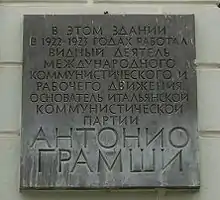 В ЭТОМ ЗДАНИИ
В 1922-1923 ГОДАХ РАБОТАЛ
ВИДНЫЙ ДЕЯТЕЛЬ
МЕЖДУНАРОДНОГО
КОММУНИСТИЧЕСКОГО И
РАБОЧЕГО ДВИЖЕНИЯ,
ОСНОВАТЕЛЬ ИТАЛЬЯНСКОЙ
КОММУНИСТИЧЕСКОЙ
ПАРТИИ
АНТОНИО
ГРАМШИ